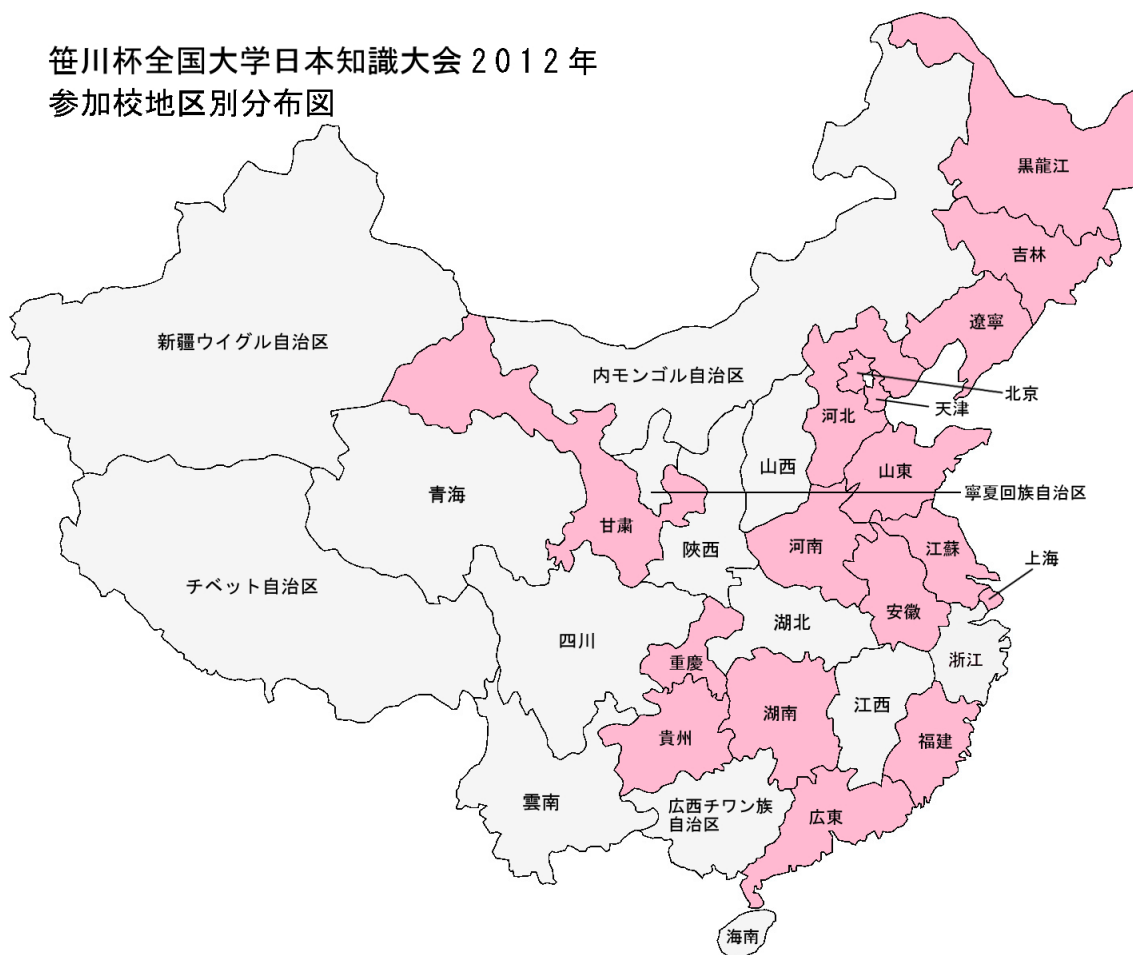 笹川杯全国大学日本知識大会2012年
参加校地区別分布図
黒龍江
吉林
遼寧
新疆ウイグル自治区
内モンゴル自治区
北京
天津
河北
山西
山東
青海
寧夏回族自治区
甘粛
陝西
河南
江蘇
上海
チベット自治区
安徽
湖北
四川
浙江
重慶
江西
湖南
貴州
福建
雲南
広西チワン族
自治区
広東
海南